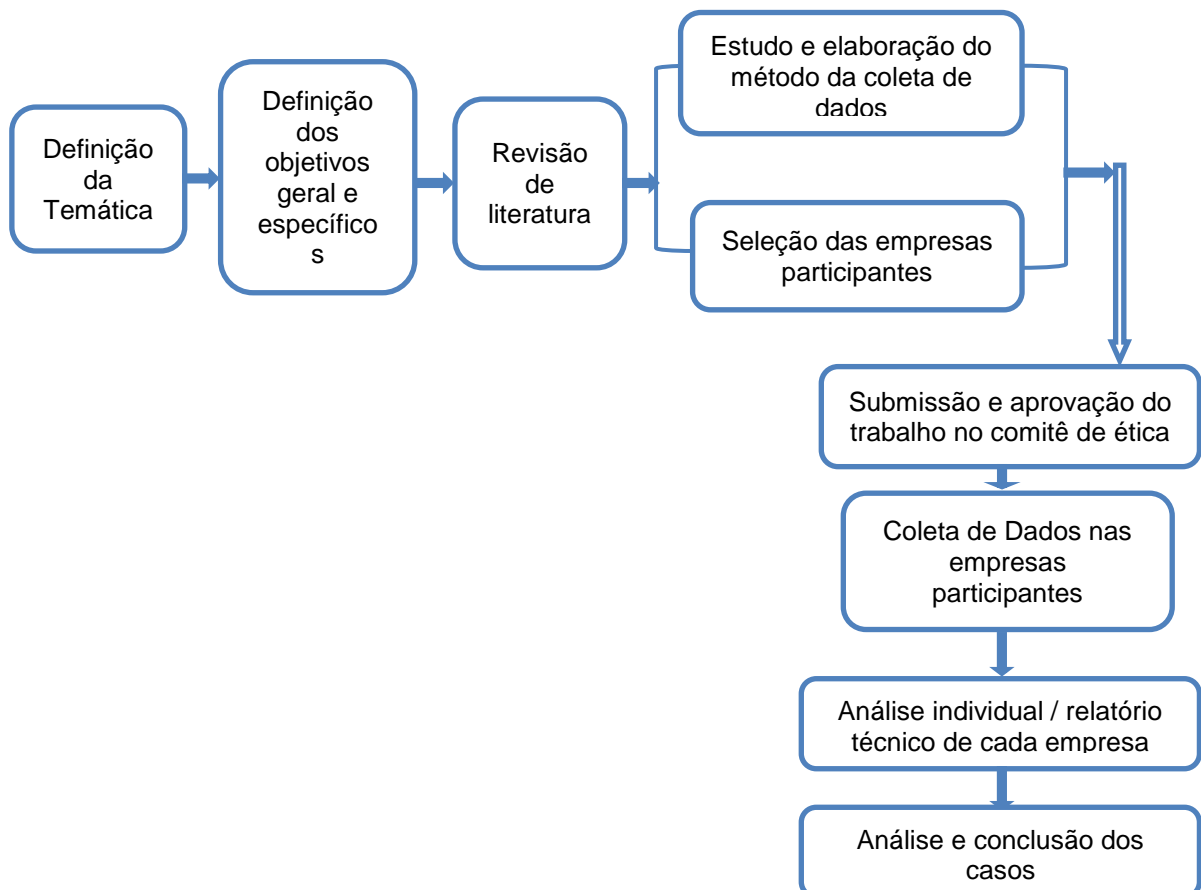 Definição
da
Temática
Definição
dos
objetivos
geral e
específico
s
Revisão
de
literatura
Estudo e elaboração do
método da coleta de
dados
Seleção das empresas
participantes
Submissão e aprovação do
trabalho no comitê de ética
Coleta de Dados nas
empresas
participantes
Análise individual / relatório
técnico de cada empresa
Análise e conclusão dos
casos